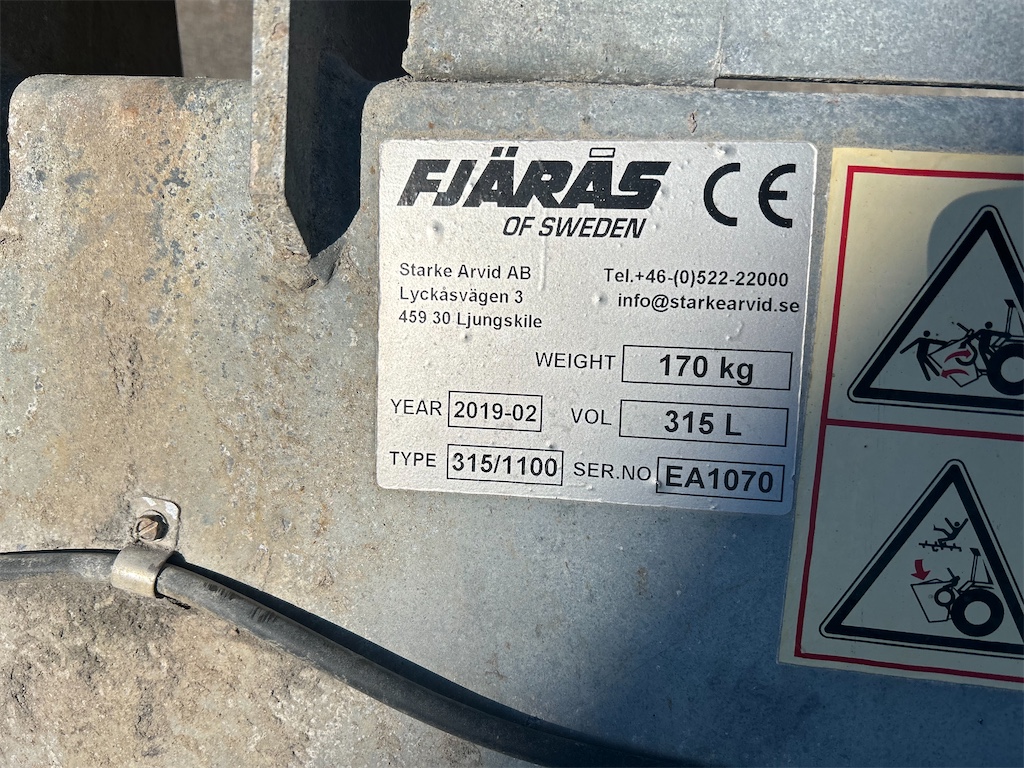 FJÄRÅS
OF SWEDEN
CE
Starke Arvid AB
Lyckåsvägen 3
459 30 Ljungskile
Tel.+46-(0)522-22000
info@starkearvid.se
WEIGHT 170 kg
YEAR 2019-02 VOL 315 L
TYPE 315/1100 SER.NO EA1070